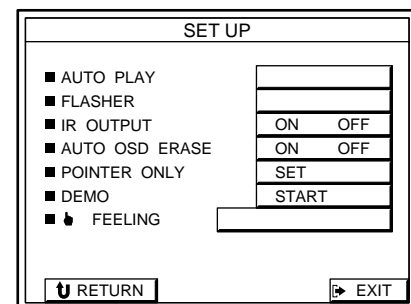 SET UP
AUTO PLAY
FLASHER
IR OUTPUT ON OFF
AUTO OSD ERASE ON OFF
POINTER ONLY SET
DEMO START
FEELING
RETURN EXIT